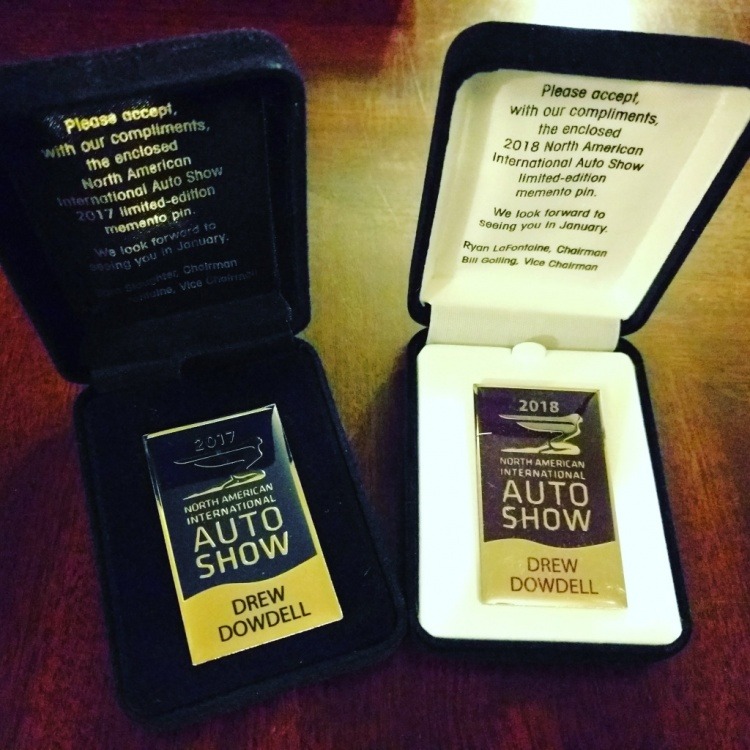 Please accept,
with our compliments,
the enclosed
North American
International Auto Show
2017 limited-edition
memento pin.
We look forward to
seeing you in January.
Chairman
Vice Chairman
2017
NORTH AMERICAN
INTERNATIONAL
AUTO
SHOW
DREW
DOWDELL
Please accept,
with our compliments,
the enclosed
2018 North American
International Auto Show
limited-edition
memento pin.
We look forward to
seeing you in January.
Ryan LaFontaine, Chairman
Bill Golling, Vice Chairman
2018
NORTH AMERICAN
INTERNATIONAL
AUTO
SHOW
DREW
DOWDELL